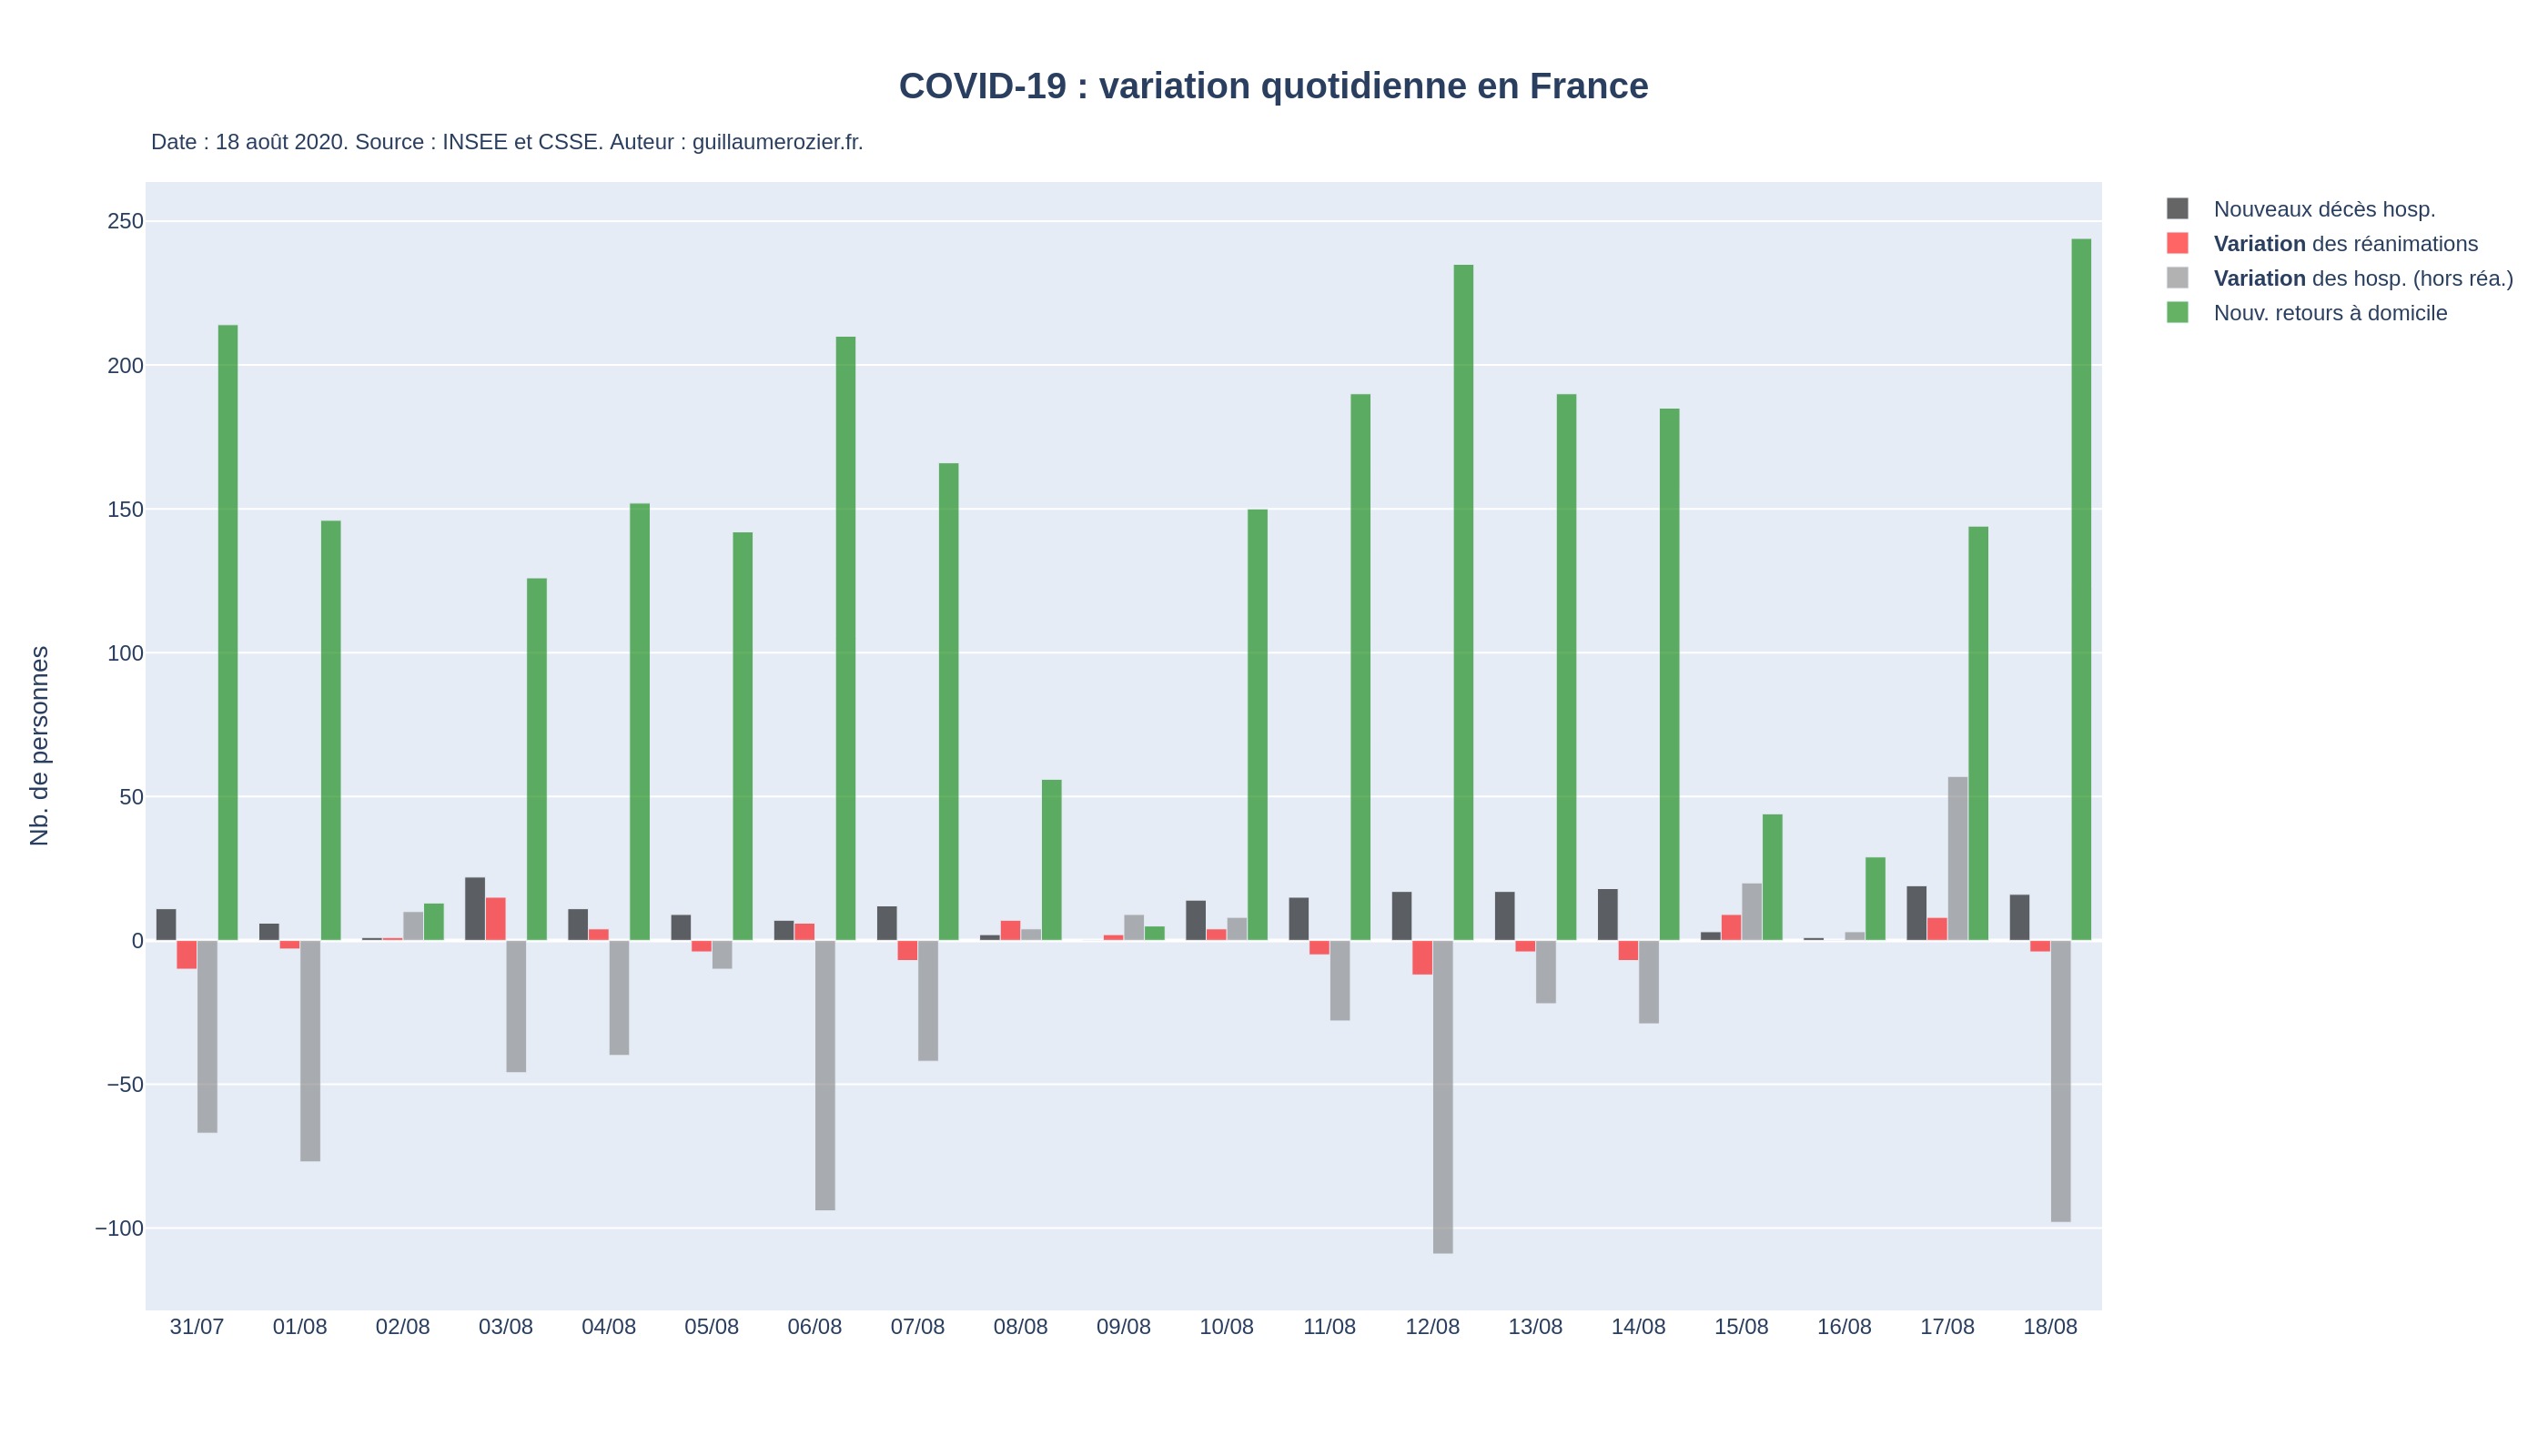 COVID-19 : variation quotidienne en France
Date : 18 août 2020. Source : INSEE et CSSE. Auteur : guillaumerozier.fr.
Nouveaux décès hosp.
Variation des réanimations
Variation des hosp. (hors réa.)
Nouv. retours à domicile
Nb. de personnes
250
200
150
100
50
0
−50
−100
31/07 01/08 02/08 03/08 04/08 05/08 06/08 07/08 08/08 09/08 10/08 11/08 12/08 13/08 14/08 15/08 16/08 17/08 18/08